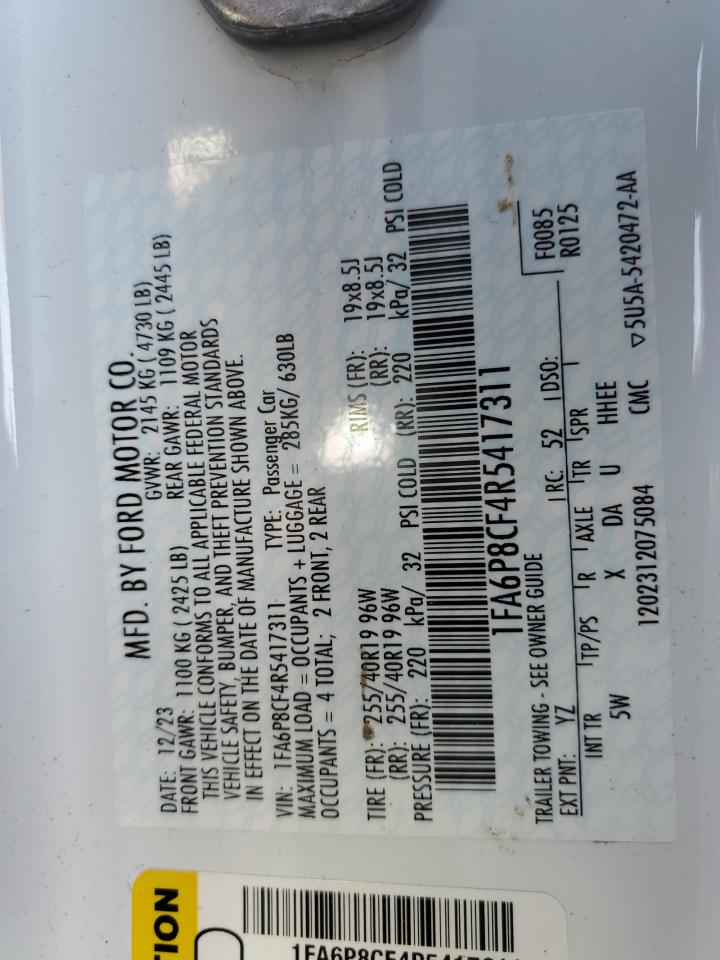 MFD. BY FORD MOTOR CO.
DATE: 12/23 GVWR: 2145 KG ( 4730 LB)
FRONT GAWR: 1100 KG ( 2425 LB) REAR GAWR: 1109 KG ( 2445 LB)
THIS VEHICLE CONFORMS TO ALL APPLICABLE FEDERAL MOTOR
VEHICLE SAFETY, BUMPER, AND THEFT PREVENTION STANDARDS
IN EFFECT ON THE DATE OF MANUFACTURE SHOWN ABOVE.
VIN: 1FA6P8CF4R5417311 TYPE: Passenger Car
MAXIMUM LOAD = OCCUPANTS + LUGGAGE = 285KG/ 630LB
OCCUPANTS = 4 TOTAL; 2 FRONT, 2 REAR
TIRE (FR): 255/40R19 96W RIMS (FR): 19x8.5J
(RR): 255/40R19 96W (RR): 19x8.5J
PRESSURE (FR): 220 kPa/ 32 PSI COLD (RR): 220 kPa/ 32 PSI COLD
1FA6P8CF4R5417311
TRAILER TOWING - SEE OWNER GUIDE F0085
EXT PNT: YZ RC: 52 DSO: R0125
INT TR TP/PS R AXLE TR SPR
5W X DA U HHEE
1202312075084 CMC ▽5U5A-5420472-AA
TION